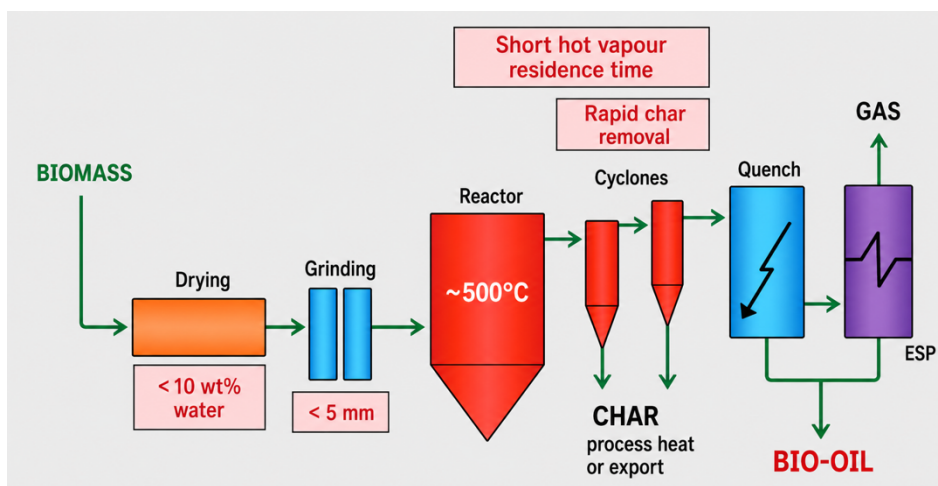 Short hot vapour
residence time
Rapid char
removal
GAS
BIOMASS
Cyclones
Quench
Reactor
Drying
Grinding
~500°C
ESP
< 10 wt%
water
< 5 mm
CHAR
process heat
or export
BIO-OIL